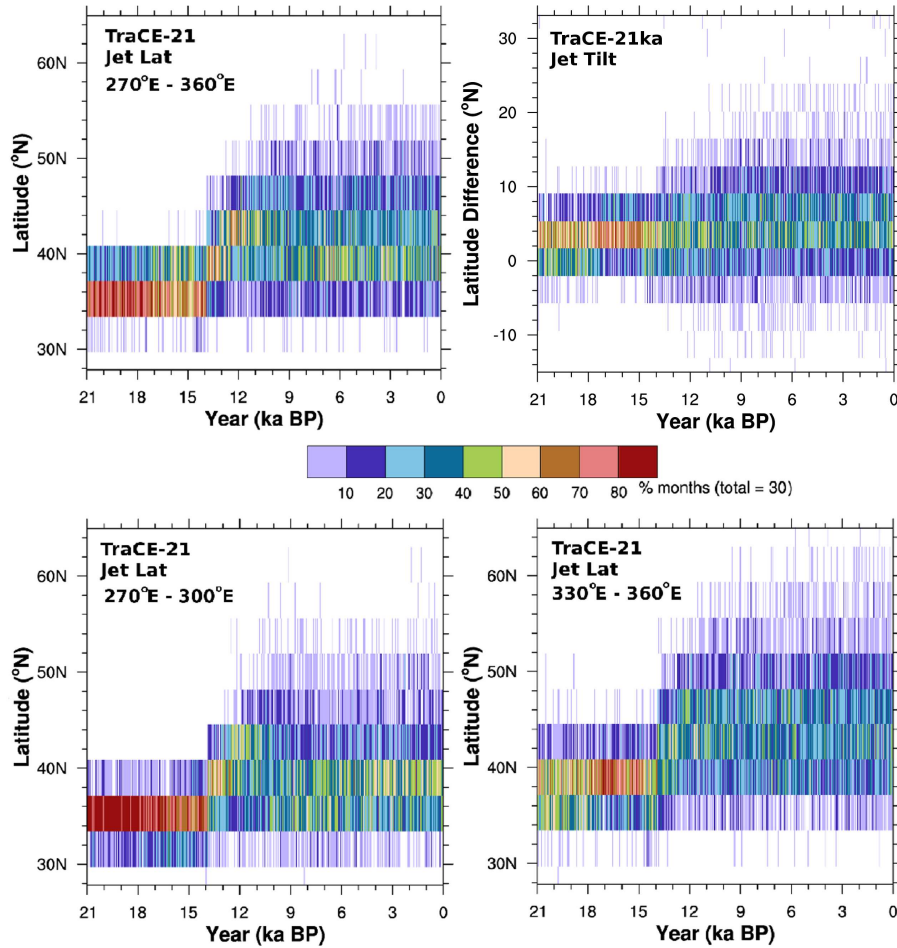 TraCE-21
Jet Lat
270°E - 360°E
60N
50N
40N
30N
Latitude (°N)
21 18 15 12 9 6 3 0
Year (ka BP)
TraCE-21ka
Jet Tilt
30
20
10
0
-10
Latitude Difference (°N)
21 18 15 12 9 6 3 0
Year (ka BP)
10 20 30 40 50 60 70 80 % months (total = 30)
TraCE-21
Jet Lat
270°E - 300°E
60N
50N
40N
30N
Latitude (°N)
21 18 15 12 9 6 3 0
Year (ka BP)
TraCE-21
Jet Lat
330°E - 360°E
60N
50N
40N
30N
Latitude (°N)
21 18 15 12 9 6 3 0
Year (ka BP)